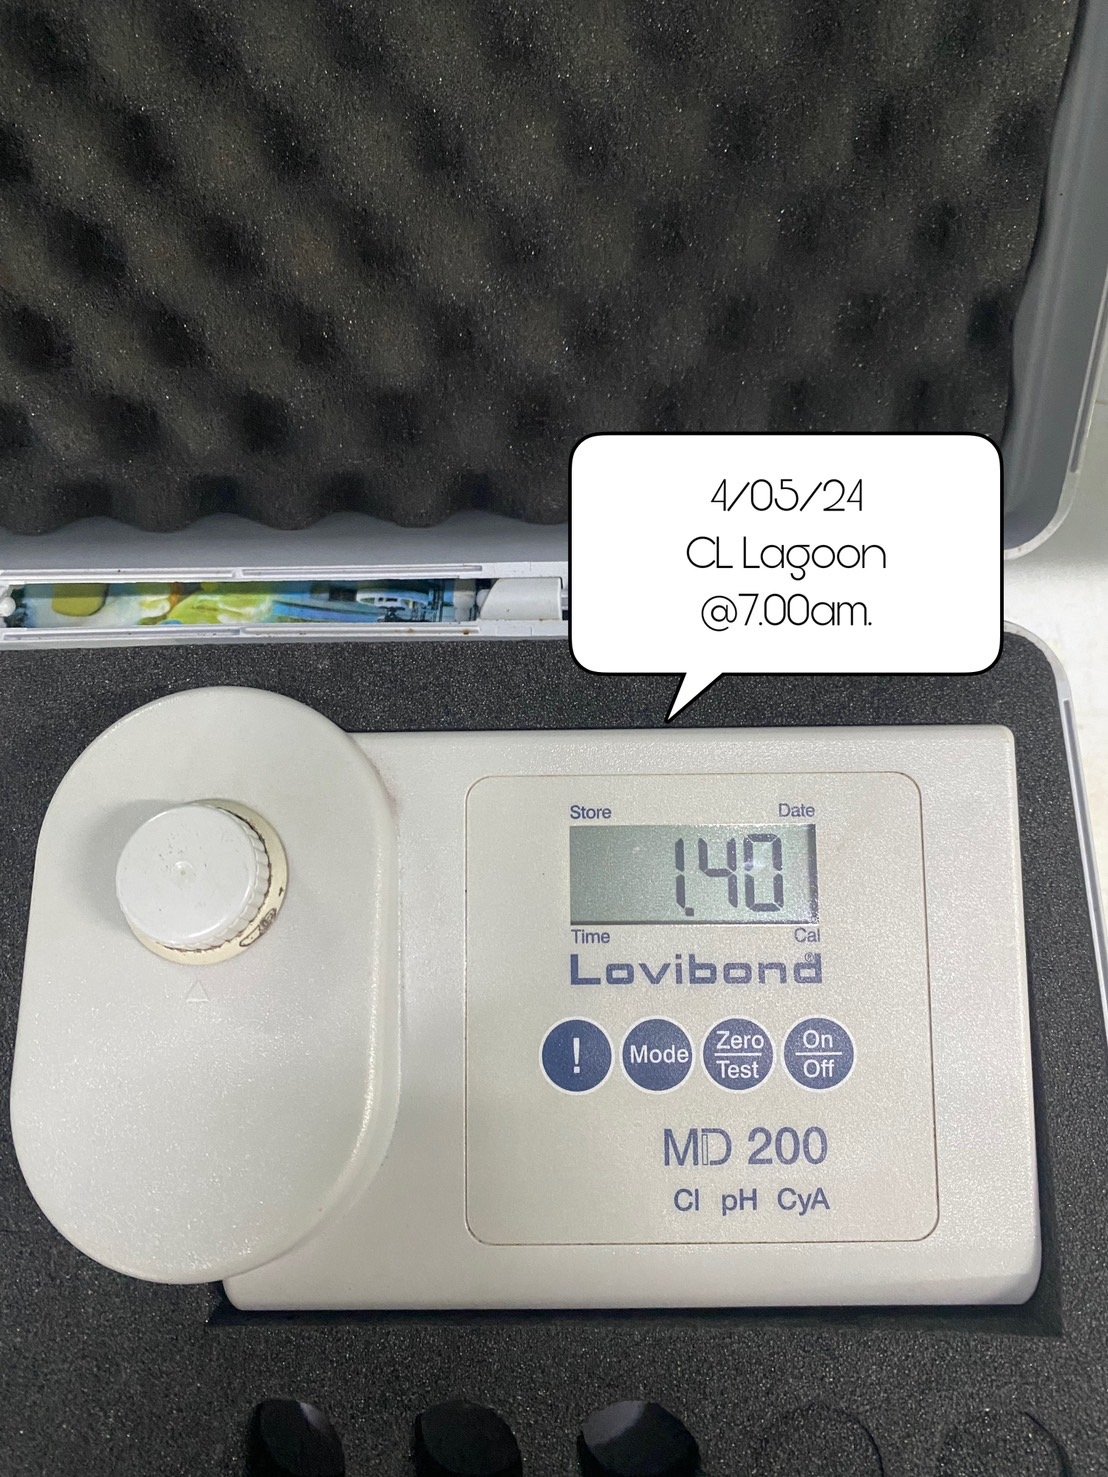 4/05/24
CL Lagoon
@7.00am.
Store Date
1.40
Time Cal
Lovibond
! Mode Zero Test On Off
MD 200
Cl pH CyA